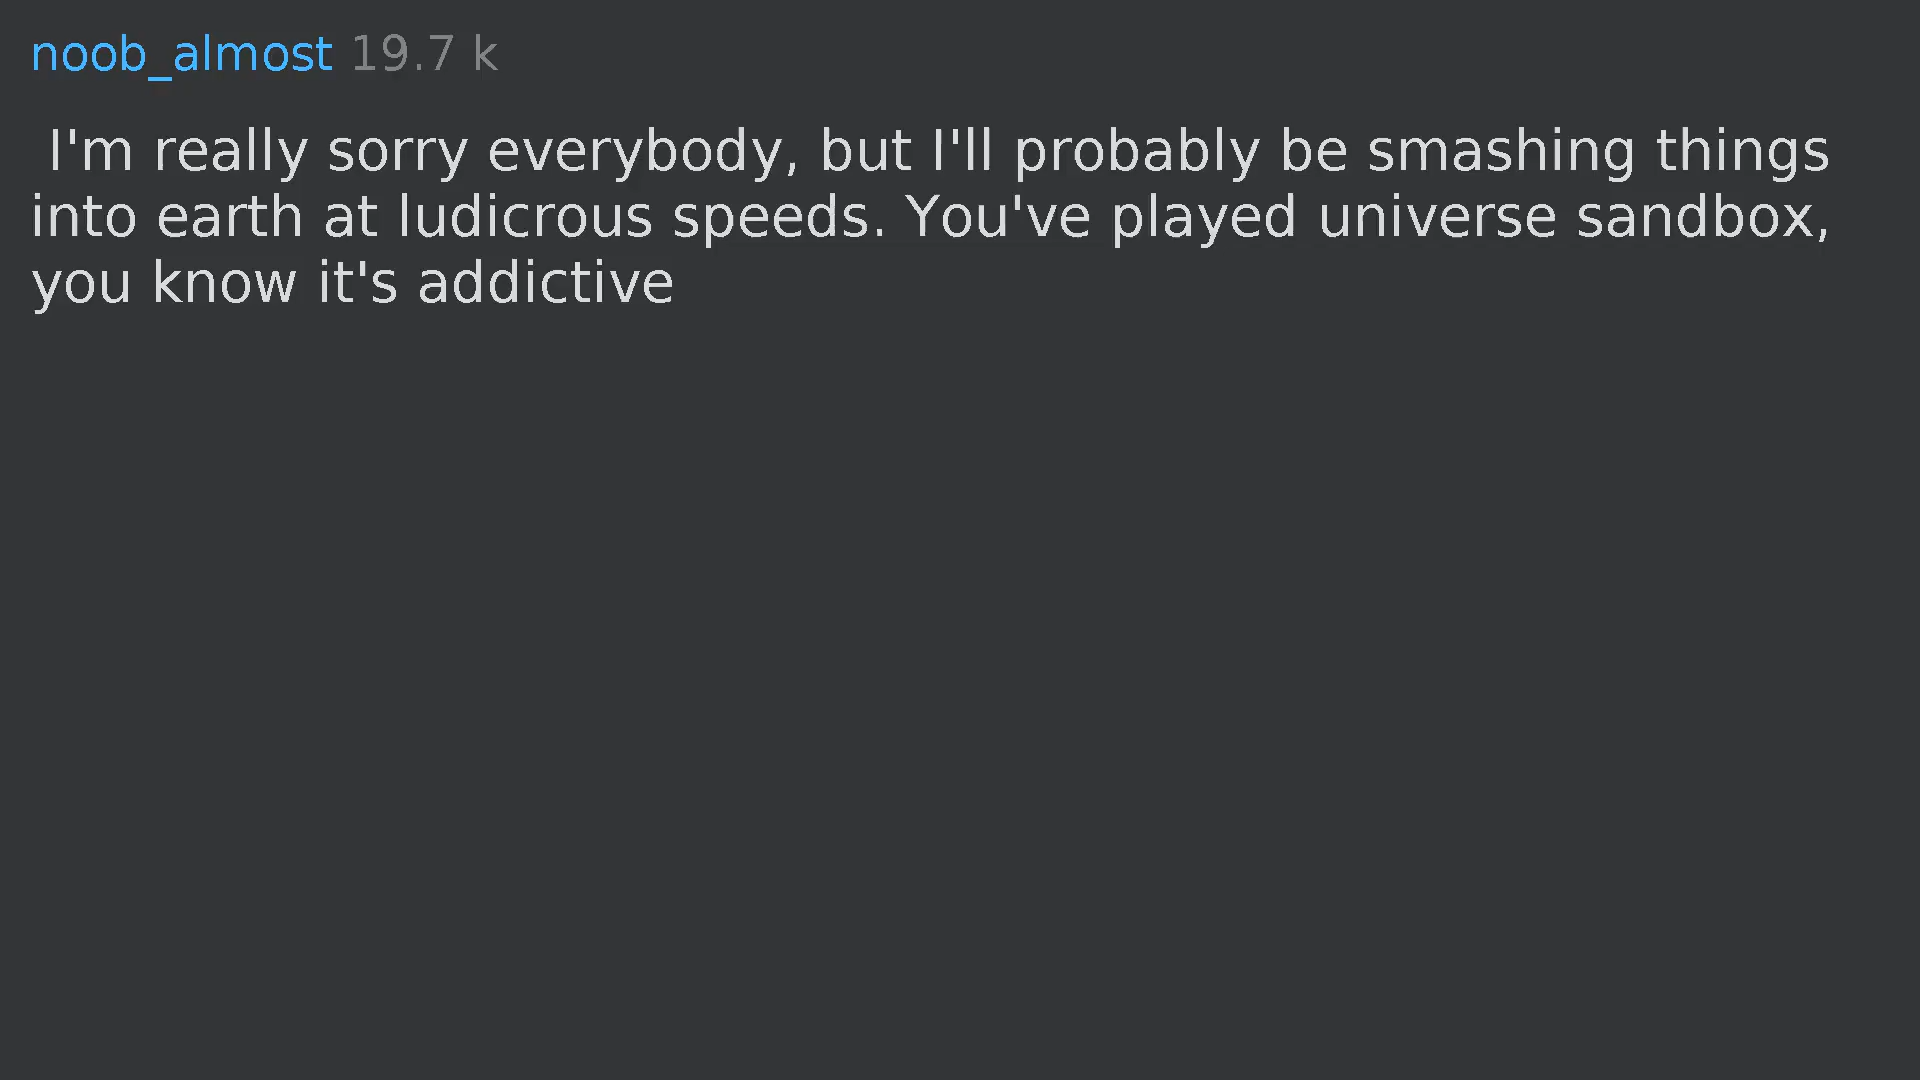 noob_almost 19.7 k
I'm really sorry everybody, but I'll probably be smashing things
into earth at ludicrous speeds. You've played universe sandbox,
you know it's addictive